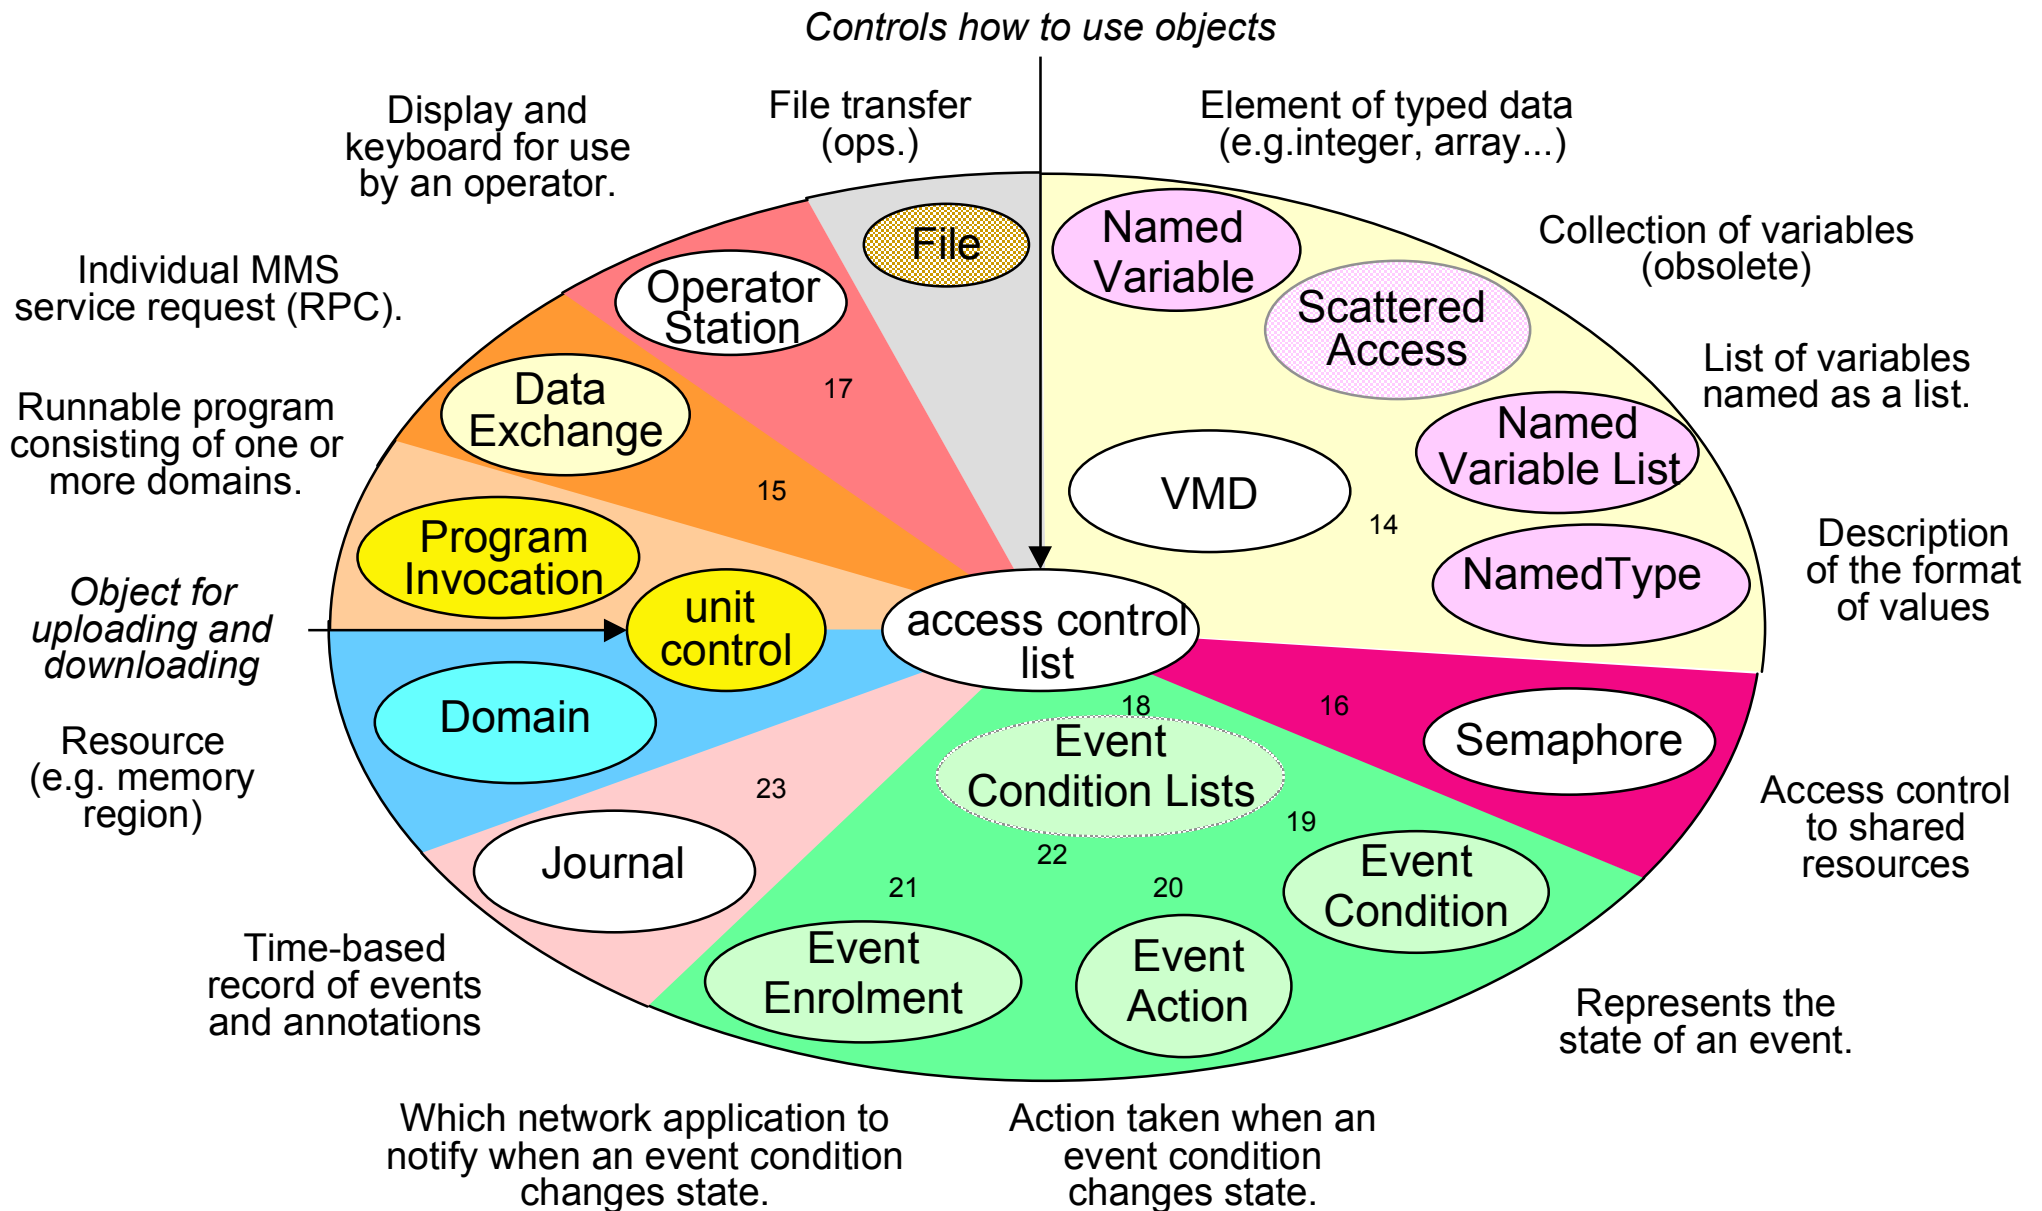 Controls how to use objects
Display and
keyboard for use
by an operator.
File transfer
(ops.)
Element of typed data
(e.g.integer, array...)
File
Named
Variable
Collection of variables
(obsolete)
Individual MMS
service request (RPC).
Operator
Station
Scattered
Access
List of variables
named as a list.
Data
Exchange
17
Named
Variable List
Runnable program
consisting of one or
more domains.
15
VMD
14
Program
Invocation
NamedType
Description
of the format
of values
Object for
uploading and
downloading
unit
control
access control
list
Domain
18
16
Semaphore
Resource
(e.g. memory
region)
Event
Condition Lists
23
19
Access control
to shared
resources
Journal
22
21
20
Event
Condition
Time-based
record of events
and annotations
Event
Enrolment
Event
Action
Represents the
state of an event.
Which network application to
notify when an event condition
changes state.
Action taken when an
event condition
changes state.